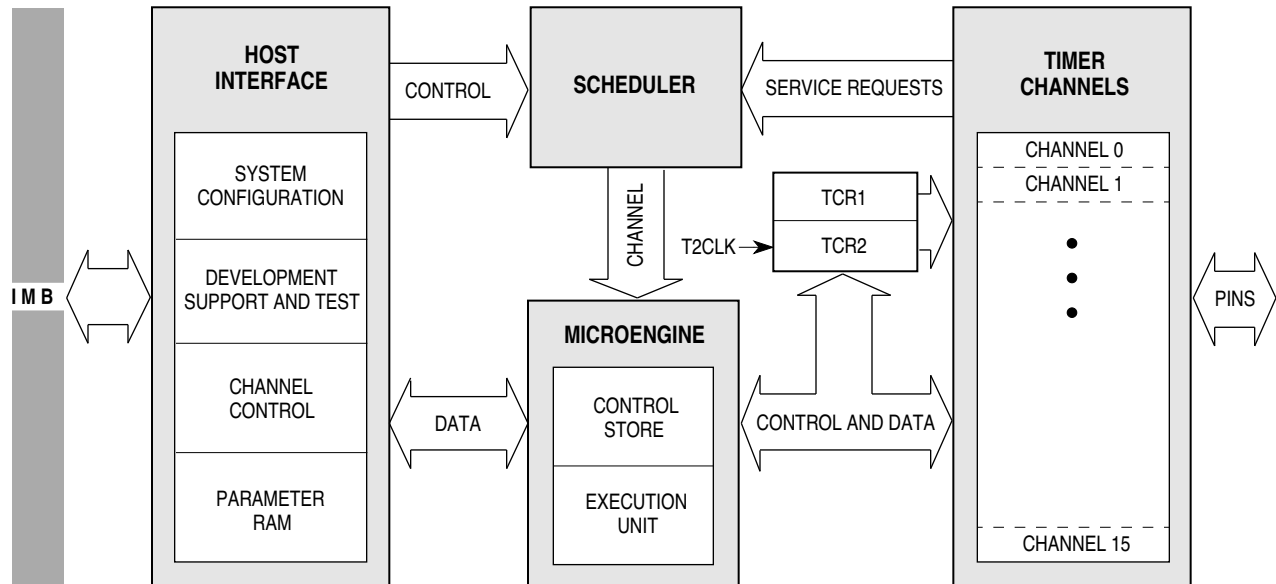 IMB
HOST
INTERFACE
SYSTEM
CONFIGURATION
DEVELOPMENT
SUPPORT AND TEST
CHANNEL
CONTROL
PARAMETER
RAM
CONTROL
DATA
SCHEDULER
CHANNEL
MICROENGINE
CONTROL
STORE
EXECUTION
UNIT
SERVICE REQUESTS
TCR1
T2CLK
TCR2
CONTROL AND DATA
TIMER
CHANNELS
CHANNEL 0
CHANNEL 1
CHANNEL 15
PINS